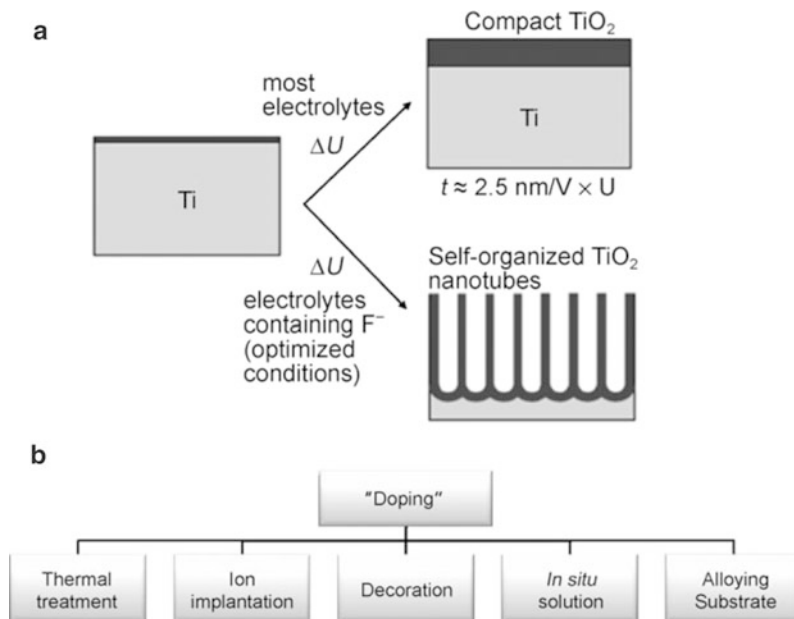 a
Compact TiO₂
most
electrolytes
ΔU
Ti
Ti
t ≈ 2.5 nm/V × U
ΔU
electrolytes
containing F⁻
(optimized
conditions)
Self-organized TiO₂
nanotubes
b
"Doping"
Thermal
treatment
Ion
implantation
Decoration
In situ
solution
Alloying
Substrate